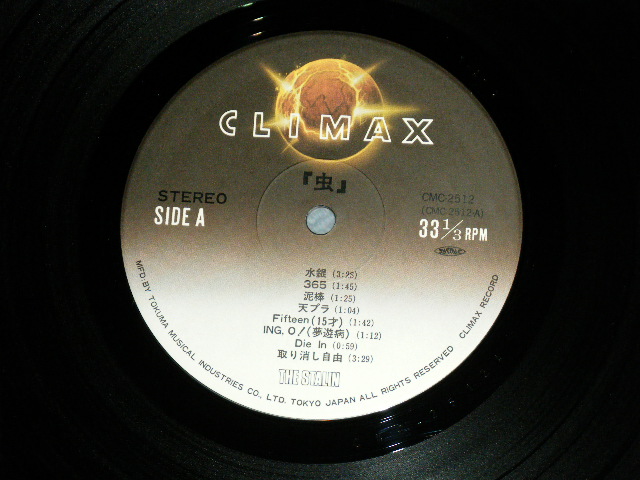 CLIMAX
『虫』
STEREO
SIDE A
CMC-2512
(CMC-2512-A)
33 1/3 RPM
水銀 (3:25)
365 (1:45)
泥棒 (1:25)
天プラ (1:04)
Fifteen (15才) (1:42)
ING, O! (夢遊病) (1:12)
Die In (0:59)
取り消し自由 (3:29)
THE STALIN
MFD. BY TOKUMA MUSICAL INDUSTRIES CO., LTD. TOKYO JAPAN ALL RIGHTS RESERVED CLIMAX RECORD